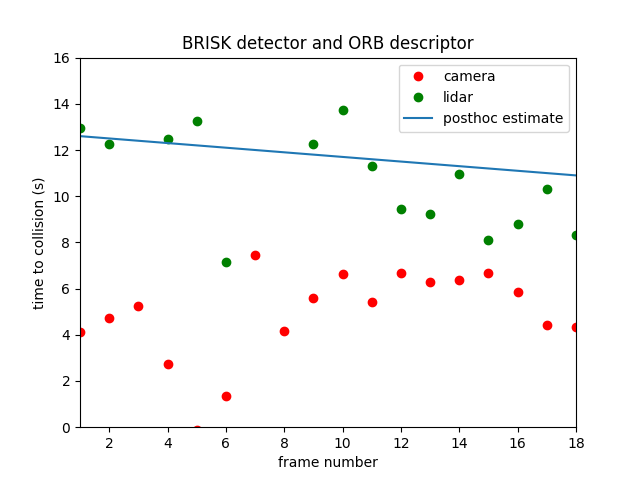 BRISK detector and ORB descriptor
camera
lidar
posthoc estimate
time to collision (s)
16
14
12
10
8
6
4
2
0
2 4 6 8 10 12 14 16 18
frame number